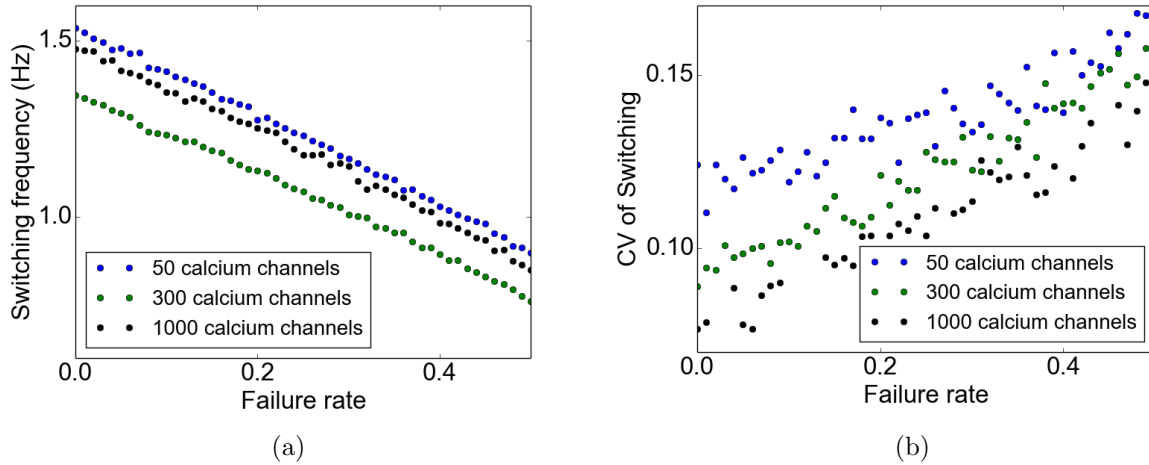 Switching frequency (Hz)
1.5
1.0
50 calcium channels
300 calcium channels
1000 calcium channels
0.0
0.2
0.4
Failure rate
(a)
CV of Switching
0.15
0.10
50 calcium channels
300 calcium channels
1000 calcium channels
0.0
0.2
0.4
Failure rate
(b)